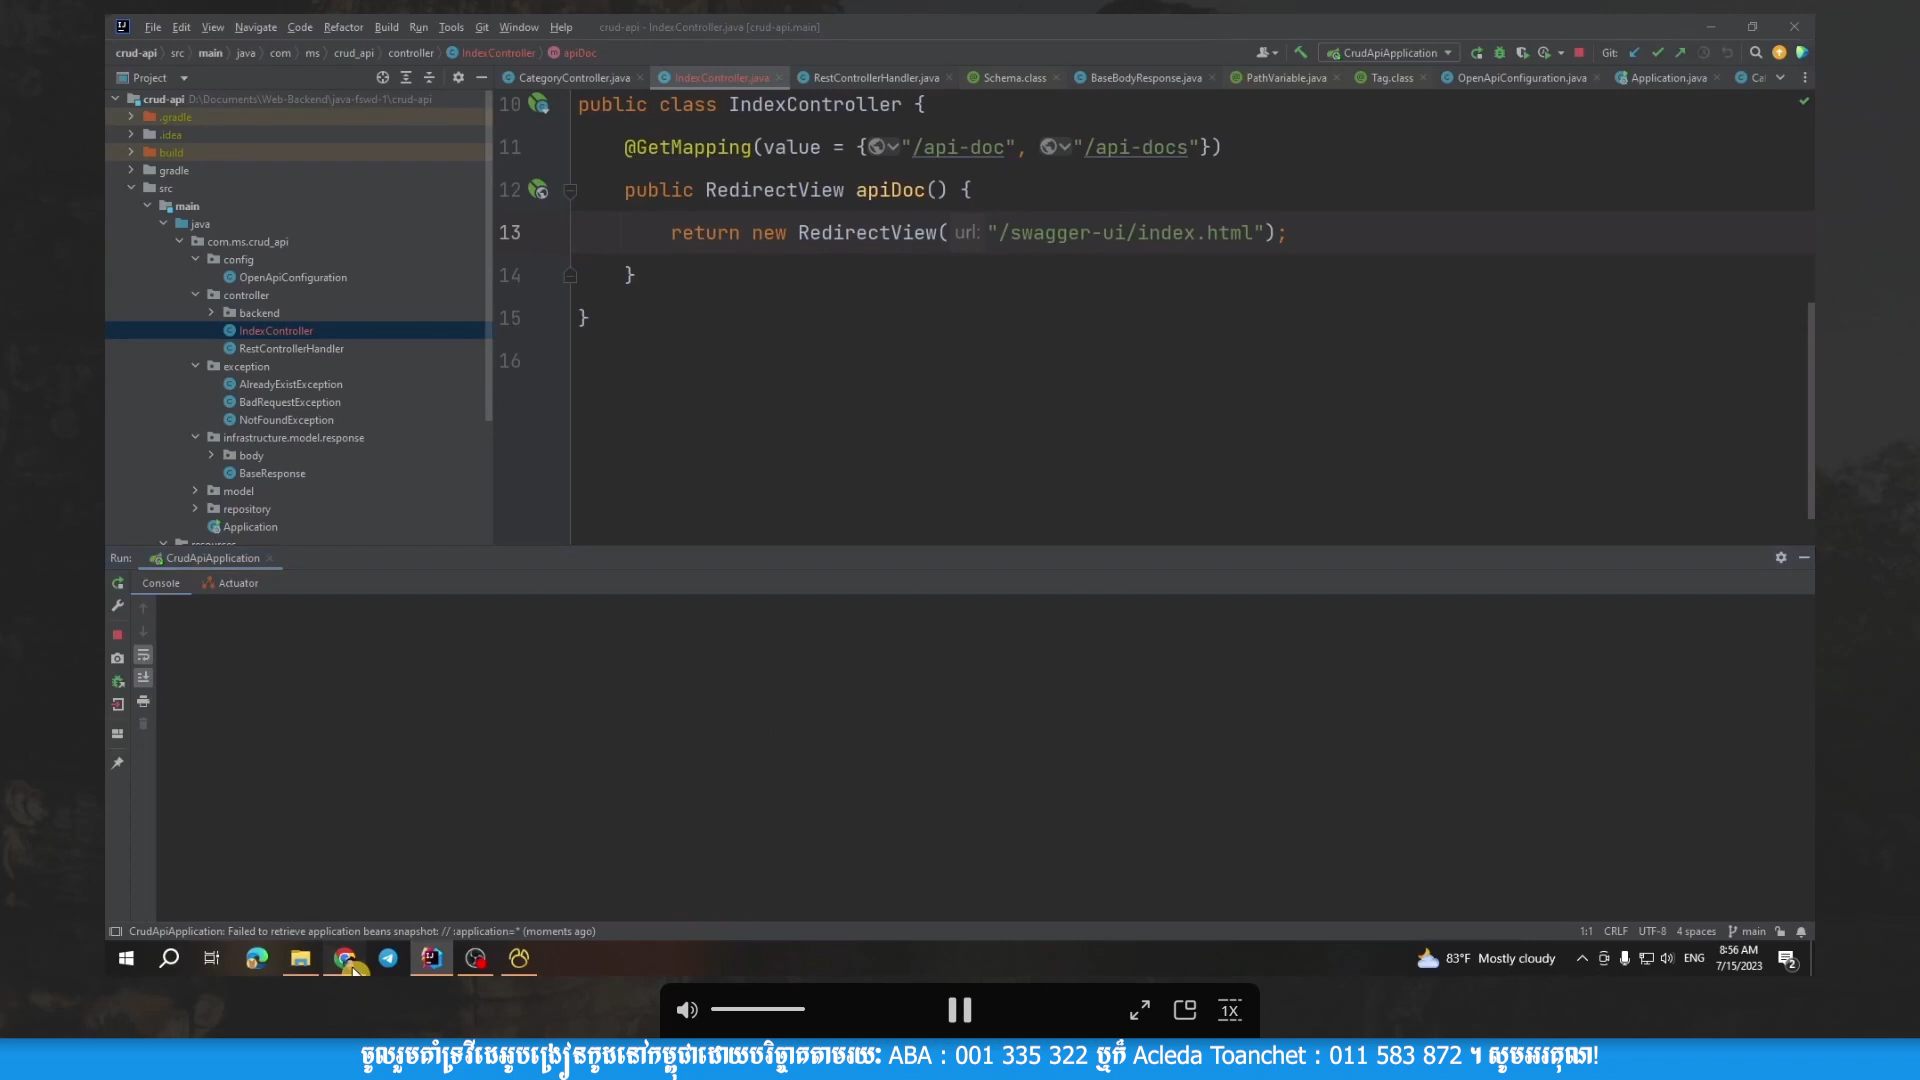 File Edit View Navigate Code Refactor Build Run Tools Git Window Help crud-api - IndexController.java [crud-api.main]
crud-api src main java com ms crud_api controller IndexController apiDoc CrudApiApplication Git:
Project CategoryController.java IndexController.java RestControllerHandler.java Schema.class BaseBodyResponse.java PathVariable.java Tag.class OpenApiConfiguration.java Application.java Ca
crud-api D:\Documents\Web-Backend\java-fswd-1\crud-api
.gradle
.idea
build
gradle
src
main
java
com.ms.crud_api
config
OpenApiConfiguration
controller
backend
IndexController
RestControllerHandler
exception
AlreadyExistException
BadRequestException
NotFoundException
infrastructure.model.response
body
BaseResponse
model
repository
Application
resources
10 public class IndexController {
11 @GetMapping(value = {"/api-doc", "/api-docs"})
12 public RedirectView apiDoc() {
13 return new RedirectView( url: "/swagger-ui/index.html");
14 }
15 }
16
Run: CrudApiApplication
Console Actuator
CrudApiApplication: Failed to retrieve application beans snapshot: // :application=* (moments ago) 1:1 CRLF UTF-8 4 spaces main
83°F Mostly cloudy ENG 8:56 AM
7/15/2023 2
1X
ចូលរួមគាំទ្រវីដេអូបង្រៀនកូដនៅកម្ពុជាដោយបរិច្ចាគតាមរយៈ ABA : 001 335 322 ឬក៏ Acleda Toanchet : 011 583 872 ។ សូមអរគុណ!